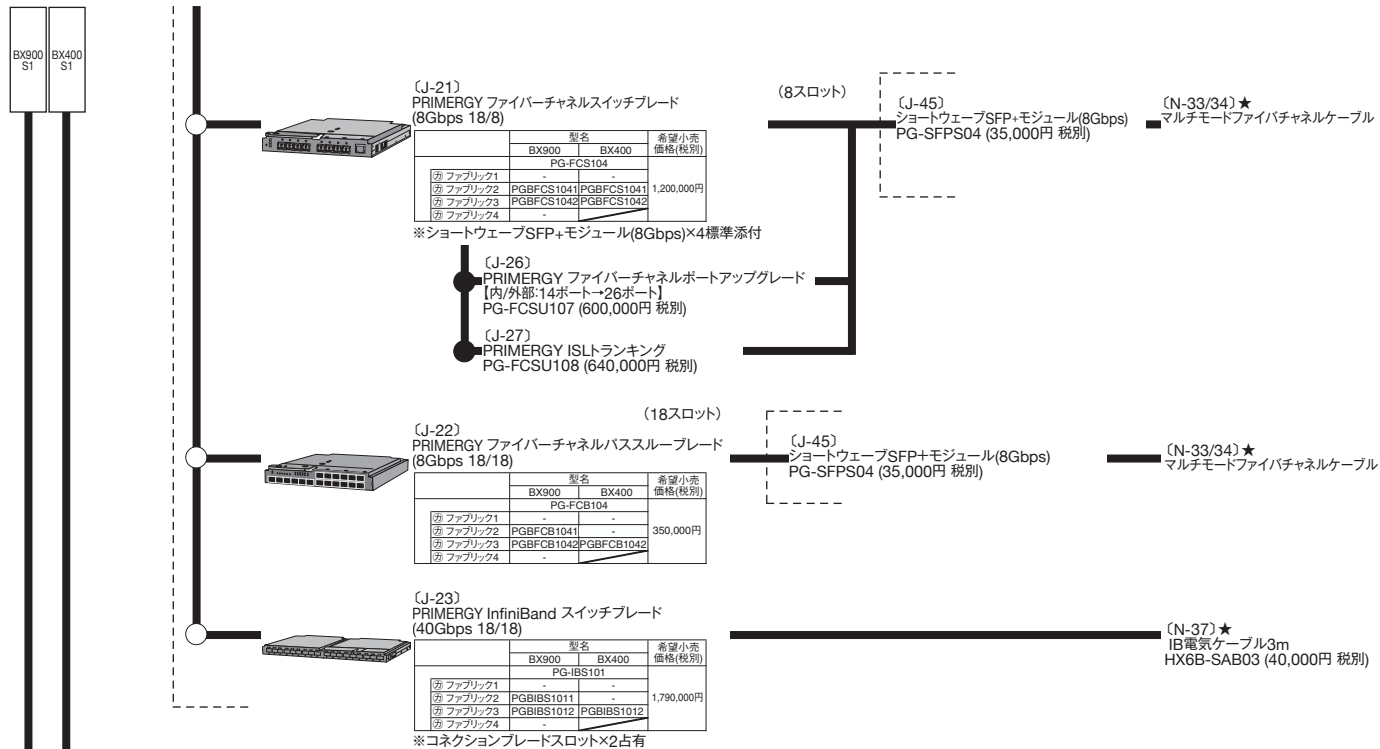 BX900
S1
BX400
S1
〔J-21〕
PRIMERGY ファイバーチャネルスイッチブレード
(8Gbps 18/8)
型名 希望小売
価格(税別)
BX900 BX400
PG-FCS104
㋕ ファブリック1 - -
㋕ ファブリック2 PGBFCS1041 PGBFCS1041 1,200,000円
㋕ ファブリック3 PGBFCS1042 PGBFCS1042
㋕ ファブリック4 -
※ショートウェーブSFP+モジュール(8Gbps)×4標準添付
(8スロット)
〔J-45〕
ショートウェーブSFP+モジュール(8Gbps)
PG-SFPS04 (35,000円 税別)
〔N-33/34〕★
マルチモードファイバチャネルケーブル
〔J-26〕
PRIMERGY ファイバーチャネルポートアップグレード
【内/外部:14ポート→26ポート】
PG-FCSU107 (600,000円 税別)
〔J-27〕
PRIMERGY ISLトランキング
PG-FCSU108 (640,000円 税別)
〔J-22〕
PRIMERGY ファイバーチャネルパススルーブレード
(8Gbps 18/18)
型名 希望小売
価格(税別)
BX900 BX400
PG-FCB104
㋕ ファブリック1 - -
㋕ ファブリック2 PGBFCB1041 - 350,000円
㋕ ファブリック3 PGBFCB1042 PGBFCB1042
㋕ ファブリック4 -
(18スロット)
〔J-45〕
ショートウェーブSFP+モジュール(8Gbps)
PG-SFPS04 (35,000円 税別)
〔N-33/34〕★
マルチモードファイバチャネルケーブル
〔J-23〕
PRIMERGY InfiniBand スイッチブレード
(40Gbps 18/18)
型名 希望小売
価格(税別)
BX900 BX400
PG-IBS101
㋕ ファブリック1 - -
㋕ ファブリック2 PGBIBS1011 - 1,790,000円
㋕ ファブリック3 PGBIBS1012 PGBIBS1012
㋕ ファブリック4 -
※コネクションブレードスロット×2占有
〔N-37〕★
IB電気ケーブル3m
HX6B-SAB03 (40,000円 税別)